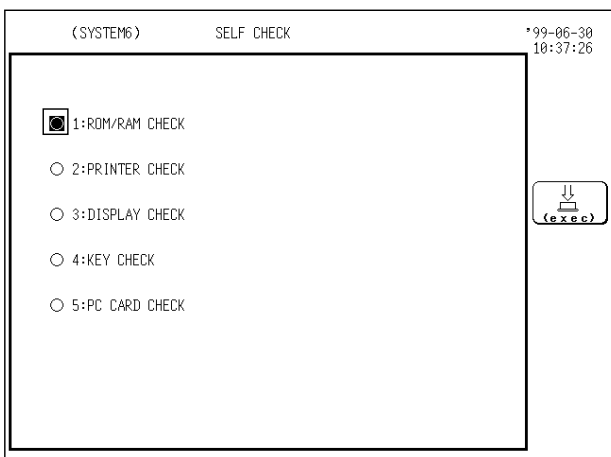 (SYSTEM6) SELF CHECK '99-06-30
10:37:26
1:ROM/RAM CHECK
2:PRINTER CHECK
3:DISPLAY CHECK
(exec)
4:KEY CHECK
5:PC CARD CHECK